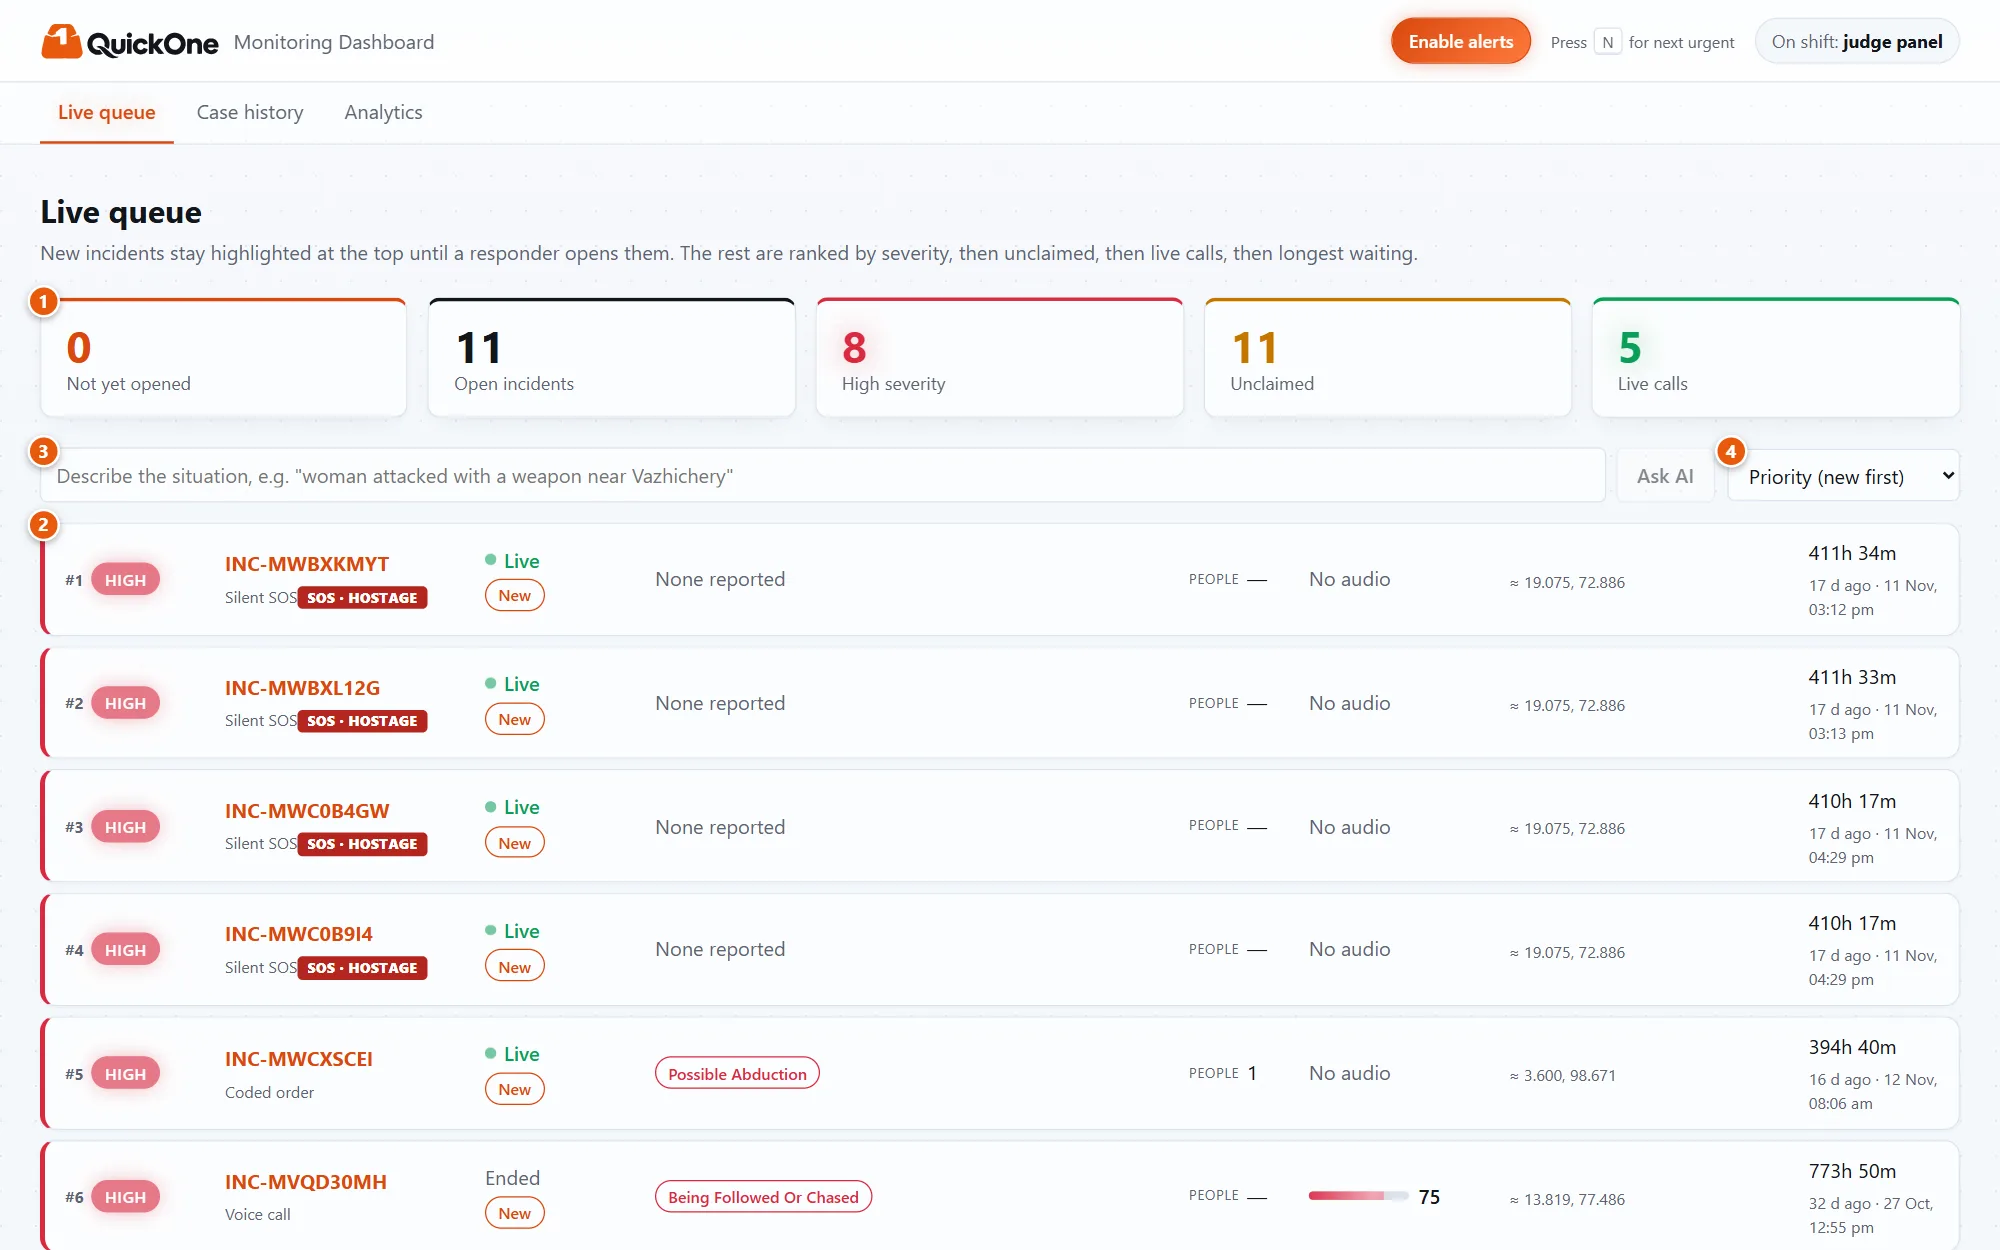 QuickOne Monitoring Dashboard
Enable alerts
Press N for next urgent
On shift: judge panel
Live queue
Case history
Analytics
Live queue
New incidents stay highlighted at the top until a responder opens them. The rest are ranked by severity, then unclaimed, then live calls, then longest waiting.
1
0
Not yet opened
11
Open incidents
8
High severity
11
Unclaimed
5
Live calls
3
Describe the situation, e.g. "woman attacked with a weapon near Vazhichery"
Ask AI
4
Priority (new first)
2
#1 HIGH
INC-MWBXKMYT
Silent SOS SOS · HOSTAGE
Live
New
None reported
PEOPLE —
No audio
≈ 19.075, 72.886
411h 34m
17 d ago · 11 Nov,
03:12 pm
#2 HIGH
INC-MWBXL12G
Silent SOS SOS · HOSTAGE
Live
New
None reported
PEOPLE —
No audio
≈ 19.075, 72.886
411h 33m
17 d ago · 11 Nov,
03:13 pm
#3 HIGH
INC-MWC0B4GW
Silent SOS SOS · HOSTAGE
Live
New
None reported
PEOPLE —
No audio
≈ 19.075, 72.886
410h 17m
17 d ago · 11 Nov,
04:29 pm
#4 HIGH
INC-MWC0B9I4
Silent SOS SOS · HOSTAGE
Live
New
None reported
PEOPLE —
No audio
≈ 19.075, 72.886
410h 17m
17 d ago · 11 Nov,
04:29 pm
#5 HIGH
INC-MWCXSCEI
Coded order
Live
New
Possible Abduction
PEOPLE 1
No audio
≈ 3.600, 98.671
394h 40m
16 d ago · 12 Nov,
08:06 am
#6 HIGH
INC-MVQD30MH
Voice call
Ended
New
Being Followed Or Chased
PEOPLE —
75
≈ 13.819, 77.486
773h 50m
32 d ago · 27 Oct,
12:55 pm